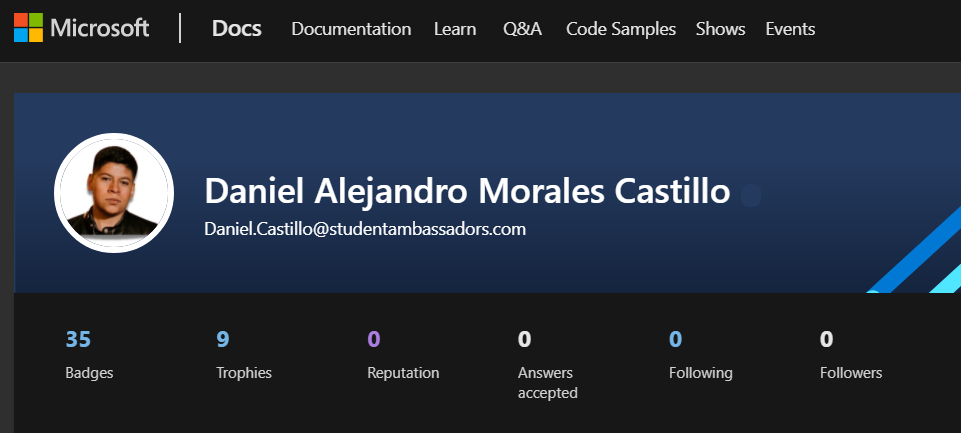 Microsoft Docs Documentation Learn Q&A Code Samples Shows Events
Daniel Alejandro Morales Castillo
Daniel.Castillo@studentambassadors.com
35 9 0 0 0 0
Badges Trophies Reputation Answers accepted Following Followers